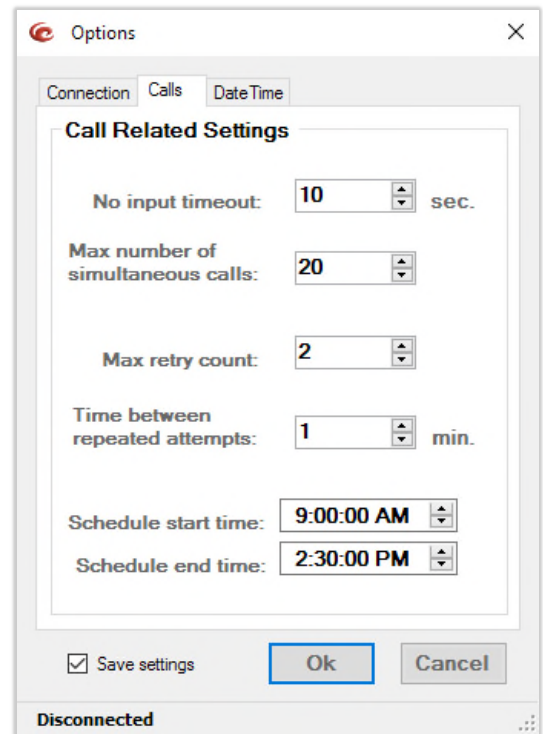 Options
Connection Calls DateTime
Call Related Settings
No input timeout: 10 sec.
Max number of
simultaneous calls: 20
Max retry count: 2
Time between
repeated attempts: 1 min.
Schedule start time: 9:00:00 AM
Schedule end time: 2:30:00 PM
Save settings Ok Cancel
Disconnected